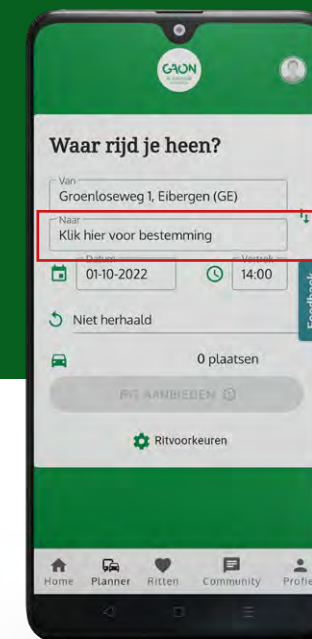 GAON
Waar rijd je heen?
Van
Groenloseweg 1, Eibergen (GE)
Naar
Klik hier voor bestemming
Datum
01-10-2022
Vertrek
14:00
Feedback
Niet herhaald
0 plaatsen
RIT AANBIEDEN
Ritvoorkeuren
Home Planner Ritten Community Profiel